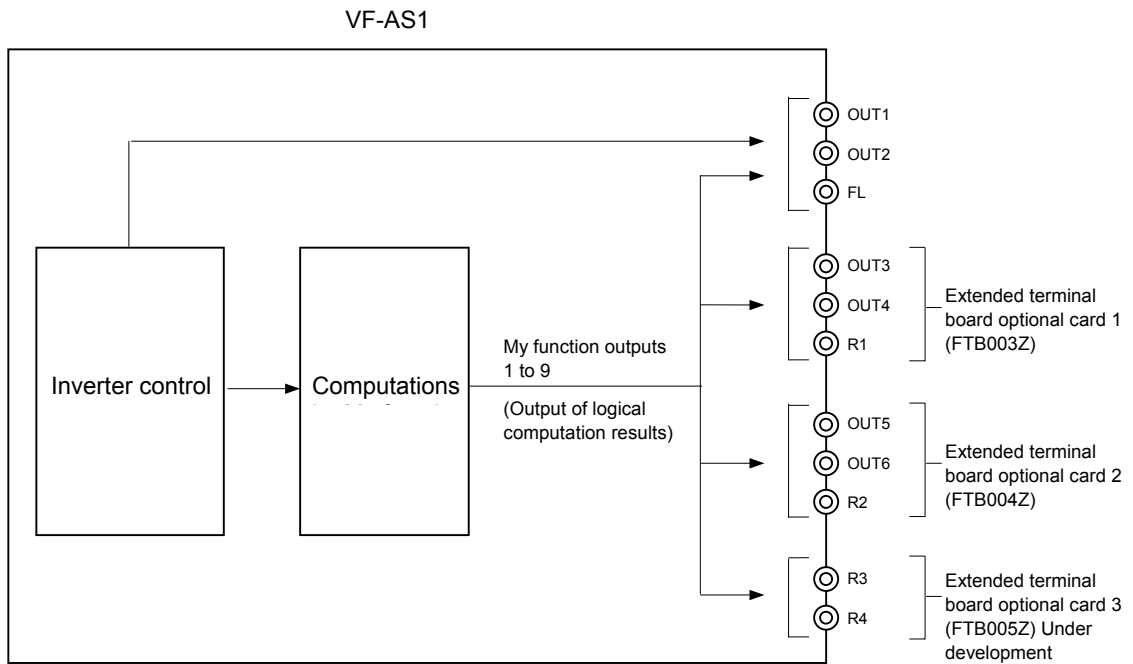 VF-AS1
OUT1
OUT2
FL
OUT3
OUT4
R1
Extended terminal
board optional card 1
(FTB003Z)
Inverter control
Computations
My function outputs
1 to 9
(Output of logical
computation results)
OUT5
OUT6
R2
Extended terminal
board optional card 2
(FTB004Z)
R3
R4
Extended terminal
board optional card 3
(FTB005Z) Under
development